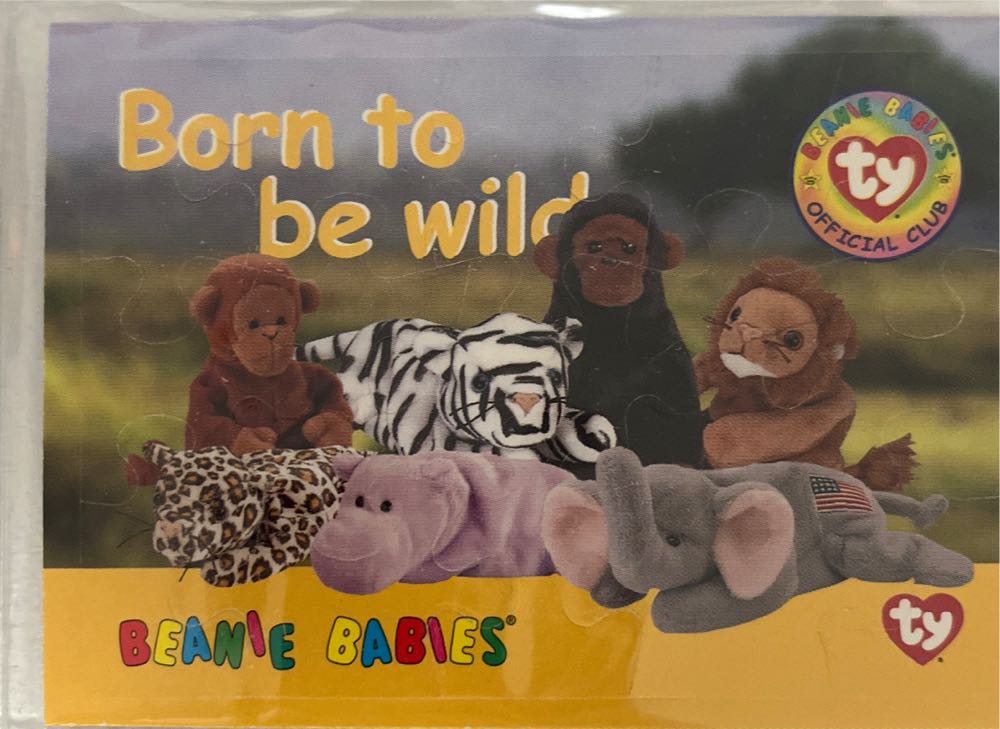 Born to
be wild
BEANIE BABIES®
ty®
OFFICIAL CLUB
BEANIE BABIES®
ty®